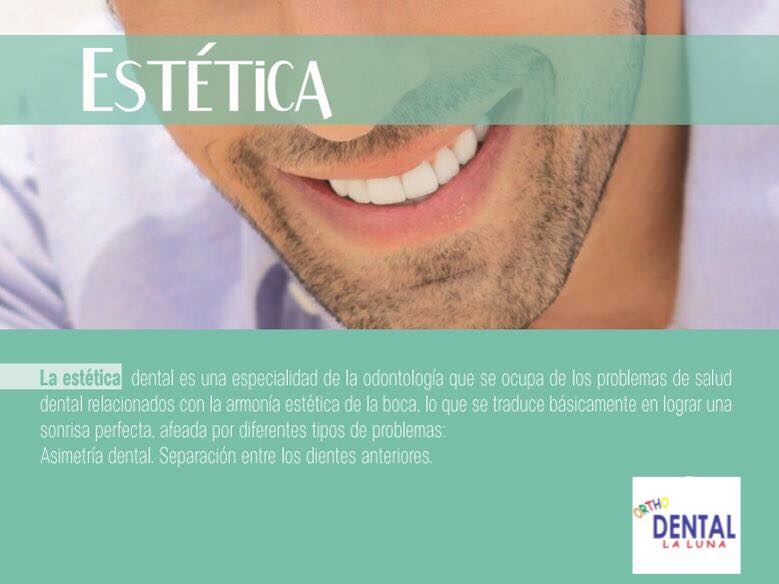 ESTÉTiCA
La estética dental es una especialidad de la odontología que se ocupa de los problemas de salud
dental relacionados con la armonía estética de la boca, lo que se traduce básicamente en lograr una
sonrisa perfecta, afeada por diferentes tipos de problemas:
Asimetría dental. Separación entre los dientes anteriores.
ORTHO
DENTAL
LA LUNA